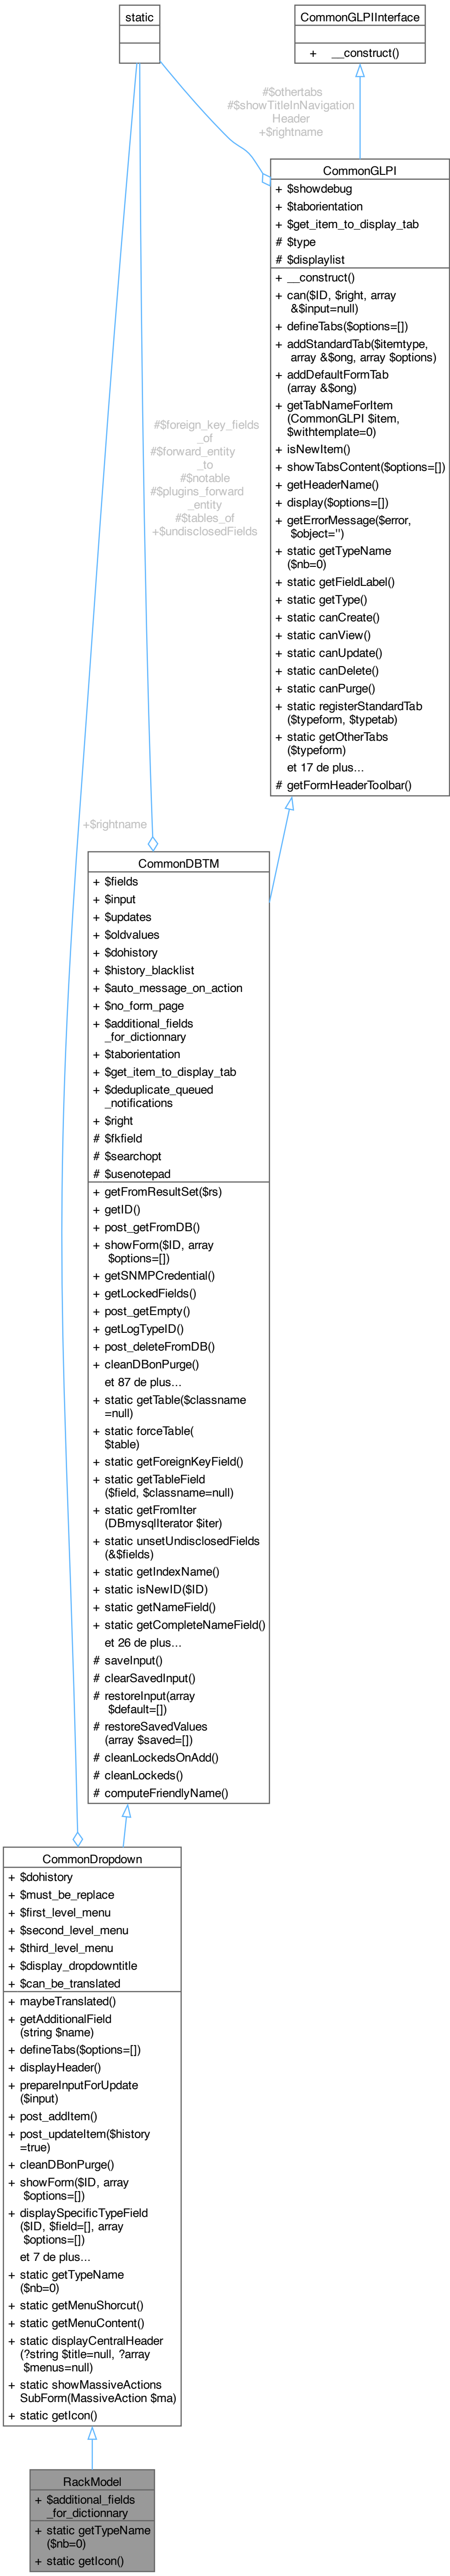 static
CommonGLPIInterface
+ __construct()
#$othertabs
#$showTitleInNavigation
Header
+$rightname
CommonGLPI
+ $showdebug
+ $taborientation
+ $get_item_to_display_tab
# $type
# $displaylist
+ __construct()
+ can($ID, $right, array
&$input=null)
+ defineTabs($options=[])
+ addStandardTab($itemtype,
array &$ong, array $options)
+ addDefaultFormTab
(array &$ong)
+ getTabNameForItem
(CommonGLPI $item,
$withtemplate=0)
+ isNewItem()
+ showTabsContent($options=[])
+ getHeaderName()
+ display($options=[])
+ getErrorMessage($error,
$object='')
+ static getTypeName
($nb=0)
+ static getFieldLabel()
+ static getType()
+ static canCreate()
+ static canView()
+ static canUpdate()
+ static canDelete()
+ static canPurge()
+ static registerStandardTab
($typeform, $typetab)
+ static getOtherTabs
($typeform)
et 17 de plus...
# getFormHeaderToolbar()
#$foreign_key_fields
_of
#$forward_entity
_to
#$notable
#$plugins_forward
_entity
#$tables_of
+$undisclosedFields
+$rightname
CommonDBTM
+ $fields
+ $input
+ $updates
+ $oldvalues
+ $dohistory
+ $history_blacklist
+ $auto_message_on_action
+ $no_form_page
+ $additional_fields
_for_dictionnary
+ $taborientation
+ $get_item_to_display_tab
+ $deduplicate_queued
_notifications
+ $right
# $fkfield
# $searchopt
# $usenotepad
+ getFromResultSet($rs)
+ getID()
+ post_getFromDB()
+ showForm($ID, array
$options=[])
+ getSNMPCredential()
+ getLockedFields()
+ post_getEmpty()
+ getLogTypeID()
+ post_deleteFromDB()
+ cleanDBonPurge()
et 87 de plus...
+ static getTable($classname
=null)
+ static forceTable(
$table)
+ static getForeignKeyField()
+ static getTableField
($field, $classname=null)
+ static getFromIter
(DBmysqlIterator $iter)
+ static unsetUndisclosedFields
(&$fields)
+ static getIndexName()
+ static isNewID($ID)
+ static getNameField()
+ static getCompleteNameField()
et 26 de plus...
# saveInput()
# clearSavedInput()
# restoreInput(array
$default=[])
# restoreSavedValues
(array $saved=[])
# cleanLockedsOnAdd()
# cleanLockeds()
# computeFriendlyName()
CommonDropdown
+ $dohistory
+ $must_be_replace
+ $first_level_menu
+ $second_level_menu
+ $third_level_menu
+ $display_dropdowntitle
+ $can_be_translated
+ maybeTranslated()
+ getAdditionalField
(string $name)
+ defineTabs($options=[])
+ displayHeader()
+ prepareInputForUpdate
($input)
+ post_addItem()
+ post_updateItem($history
=true)
+ cleanDBonPurge()
+ showForm($ID, array
$options=[])
+ displaySpecificTypeField
($ID, $field=[], array
$options=[])
et 7 de plus...
+ static getTypeName
($nb=0)
+ static getMenuShorcut()
+ static getMenuContent()
+ static displayCentralHeader
(?string $title=null, ?array
$menus=null)
+ static showMassiveActions
SubForm(MassiveAction $ma)
+ static getIcon()
RackModel
+ $additional_fields
_for_dictionnary
+ static getTypeName
($nb=0)
+ static getIcon()